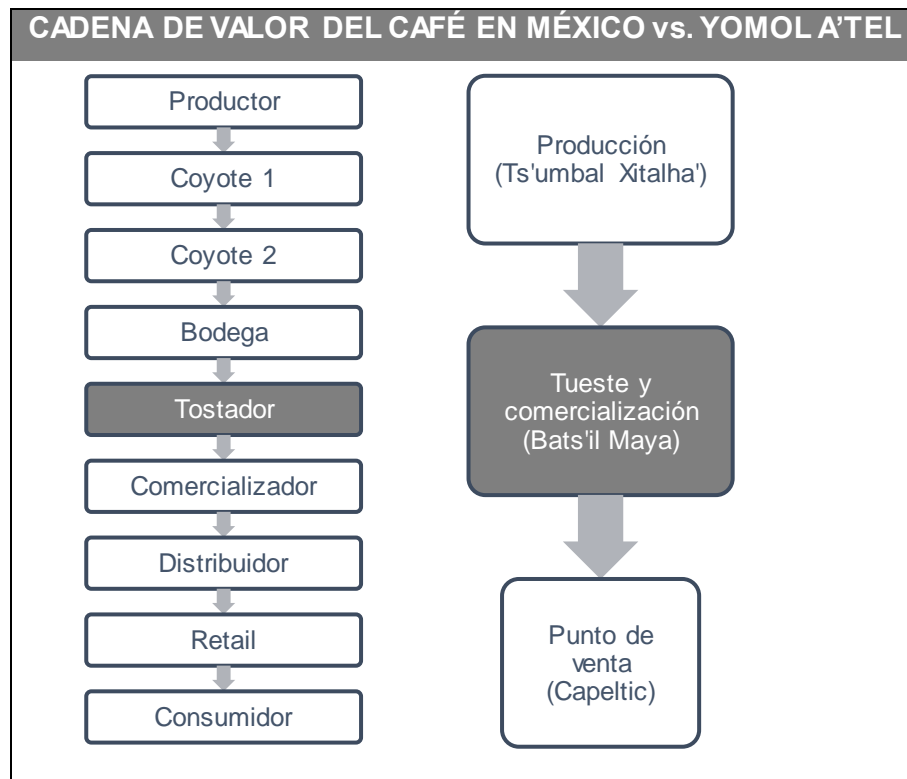 CADENA DE VALOR DEL CAFÉ EN MÉXICO vs. YOMOL A’TEL
Productor
Coyote 1
Coyote 2
Bodega
Tostador
Comercializador
Distribuidor
Retail
Consumidor
Producción
(Ts'umbal Xitalha')
Tueste y
comercialización
(Bats'il Maya)
Punto de
venta
(Capeltic)